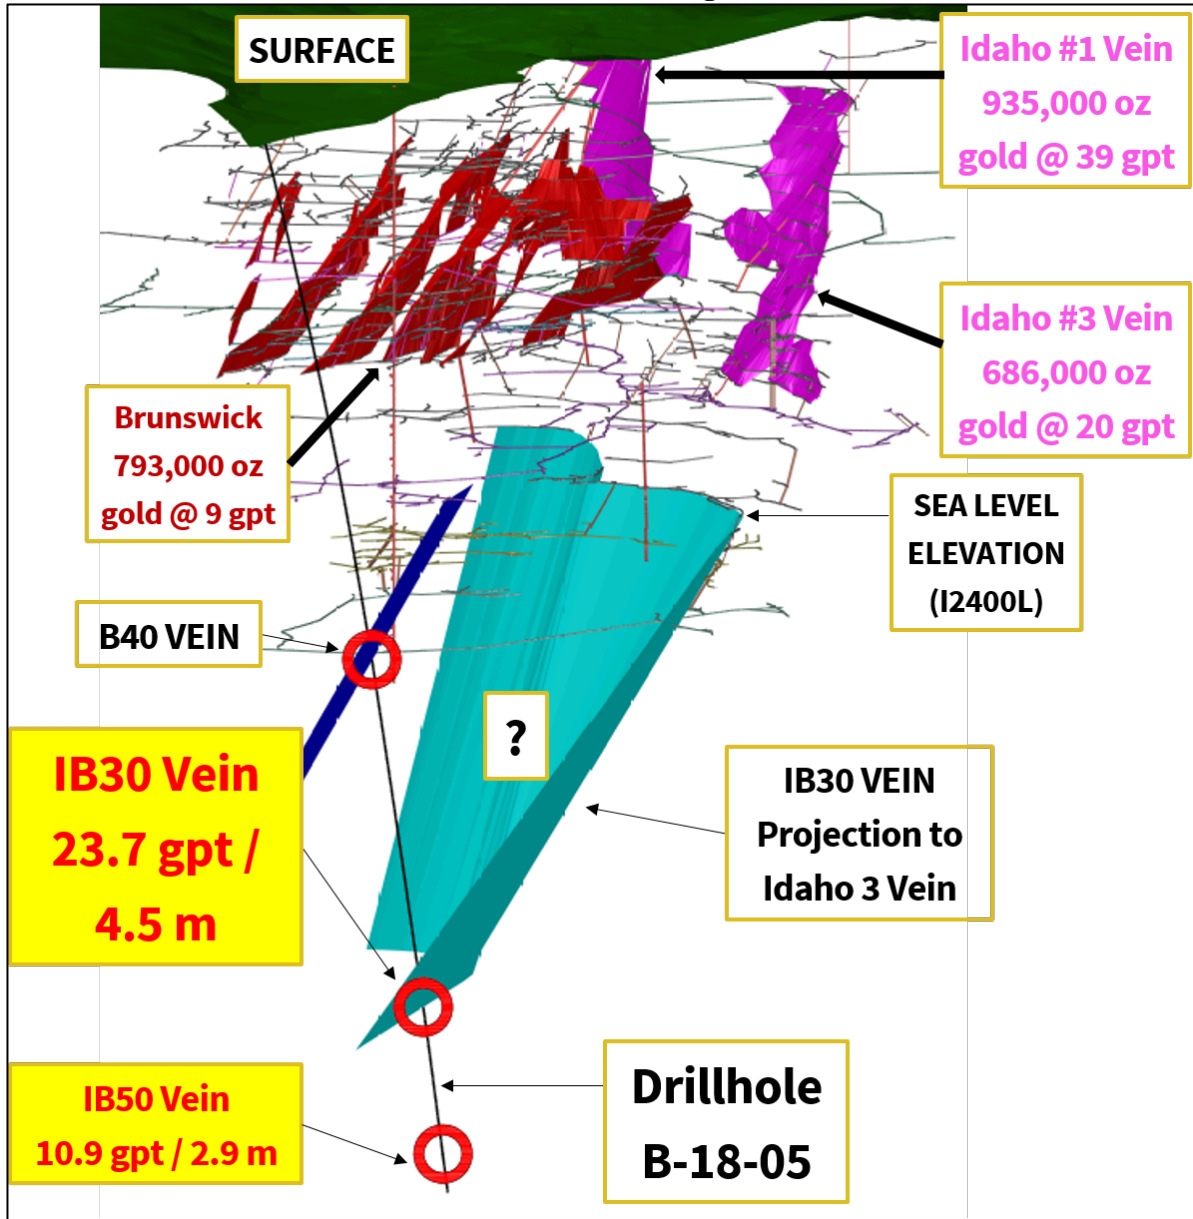 SURFACE
Idaho #1 Vein
935,000 oz
gold @ 39 gpt
Idaho #3 Vein
686,000 oz
gold @ 20 gpt
Brunswick
793,000 oz
gold @ 9 gpt
SEA LEVEL
ELEVATION
(I2400L)
B40 VEIN
?
IB30 Vein
23.7 gpt /
4.5 m
IB30 VEIN
Projection to
Idaho 3 Vein
Drillhole
B-18-05
IB50 Vein
10.9 gpt / 2.9 m